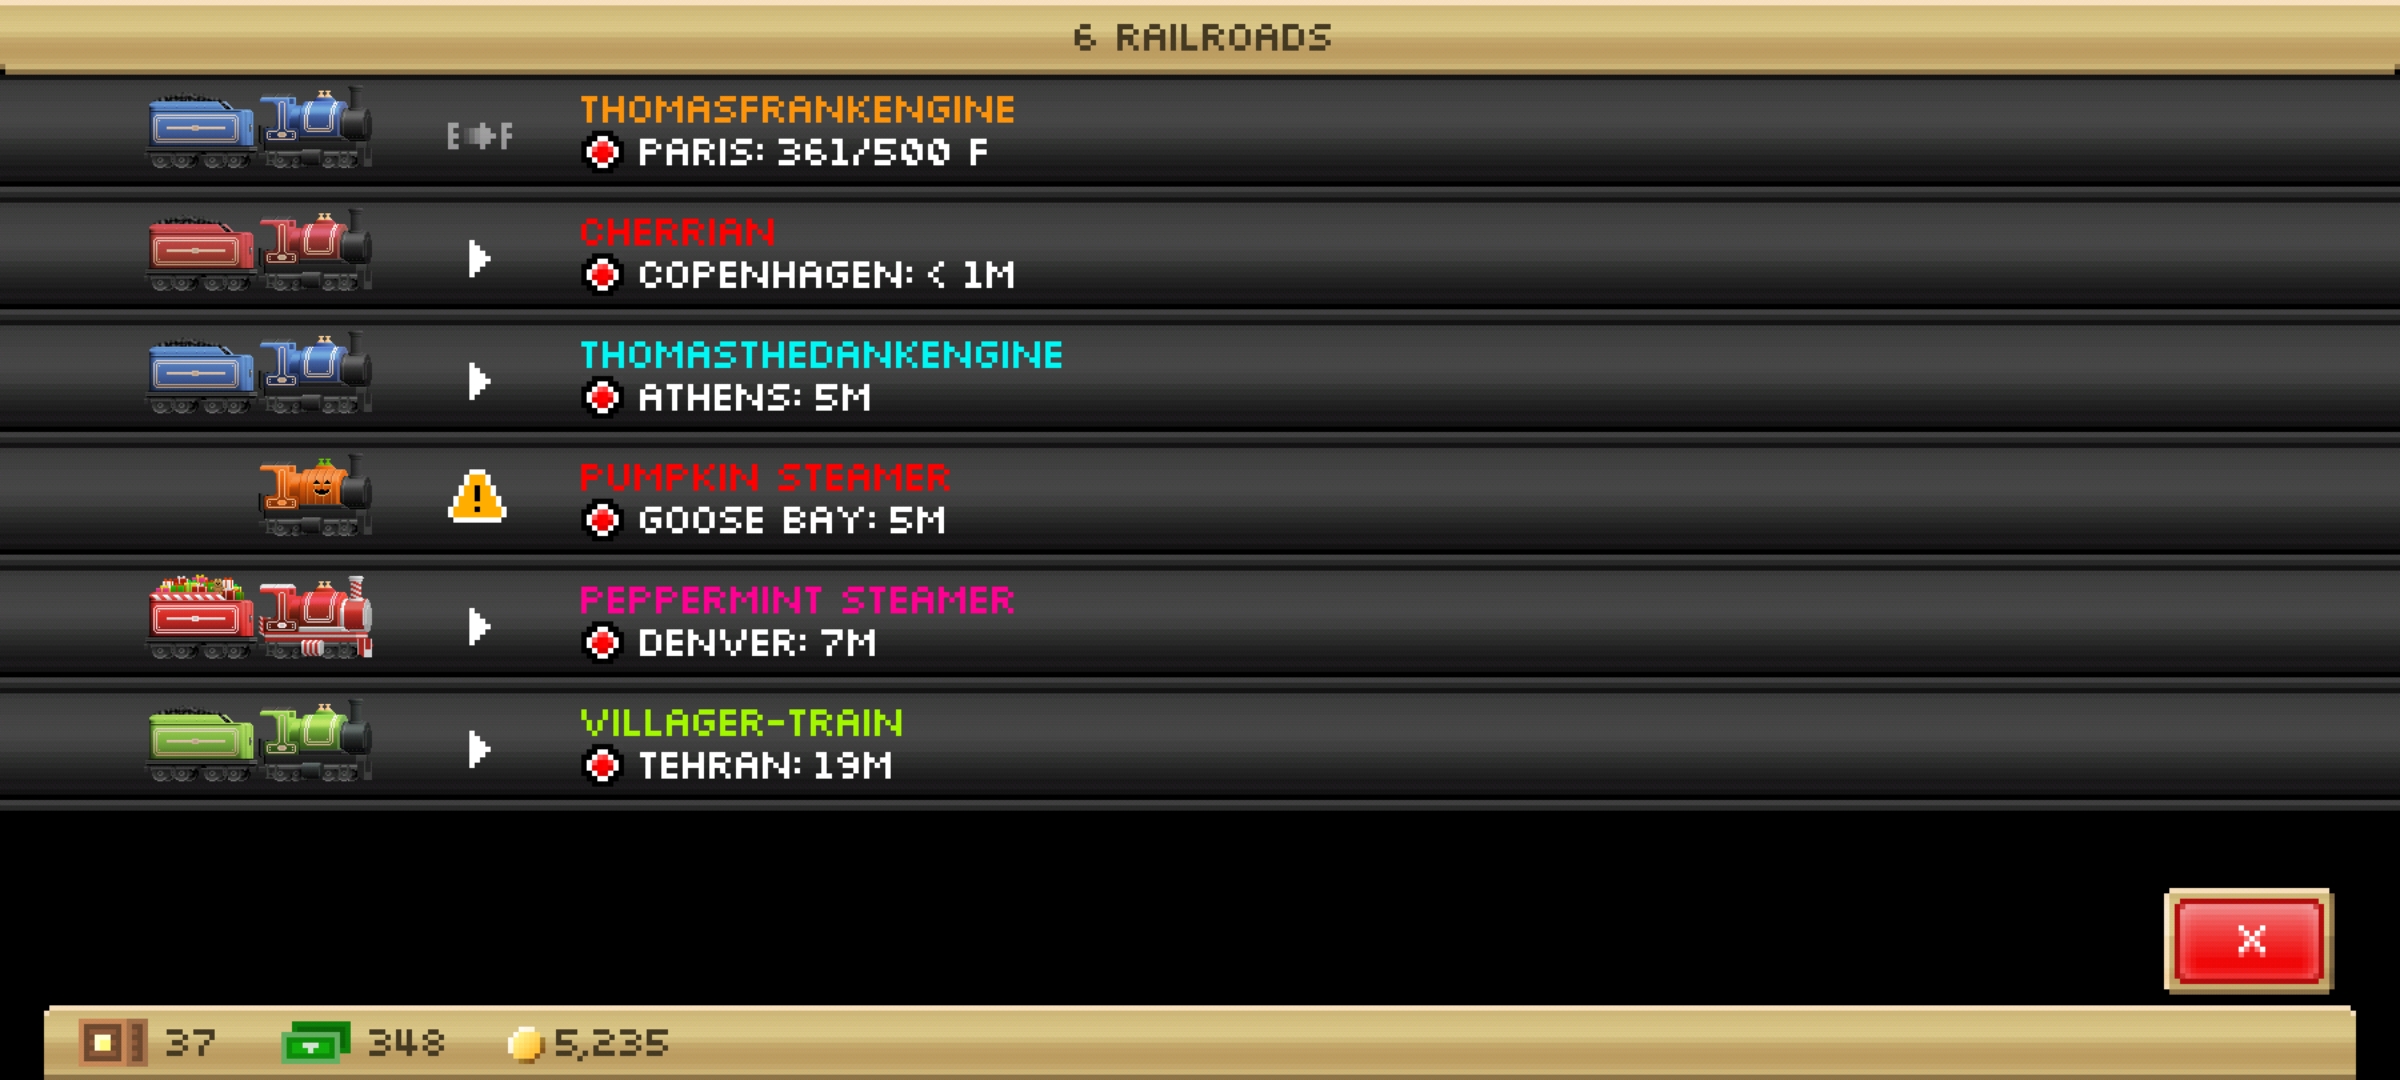 6 RAILROADS
THOMASFRANKENGINE
E F
PARIS: 361/500 F
CHERRIAN
COPENHAGEN: < 1M
THOMASTHEDANKENGINE
ATHENS: 5M
PUMPKIN STEAMER
!
GOOSE BAY: 5M
PEPPERMINT STEAMER
DENVER: 7M
VILLAGER-TRAIN
TEHRAN: 19M
X
37 348 5,235